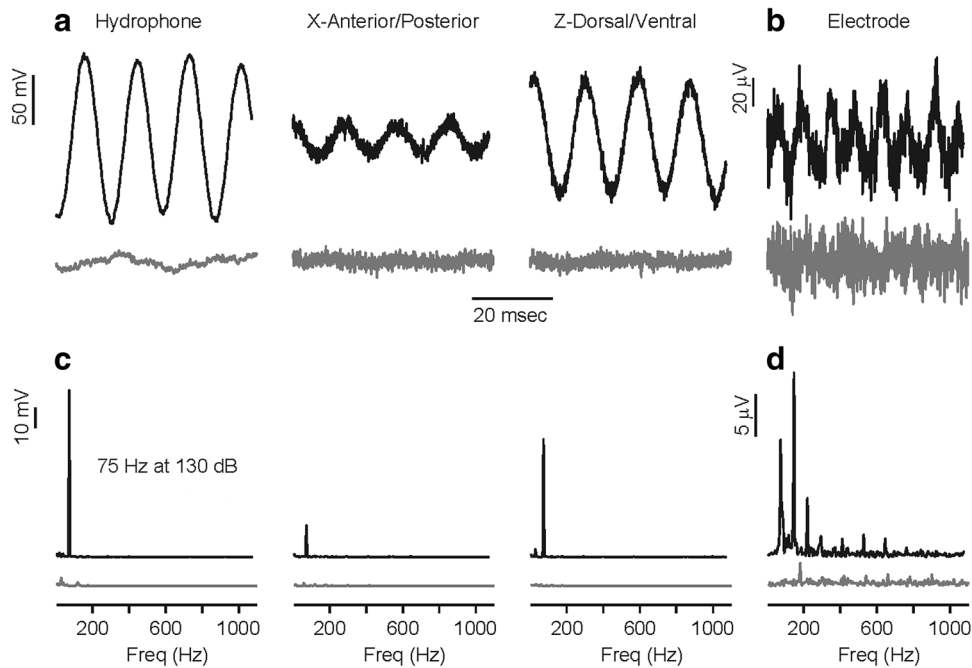 a Hydrophone X-Anterior/Posterior Z-Dorsal/Ventral b Electrode
50 mV
20 µV
20 msec
c d
10 mV
5 µV
75 Hz at 130 dB
200 600 1000 200 600 1000 200 600 1000 200 600 1000
Freq (Hz) Freq (Hz) Freq (Hz) Freq (Hz)